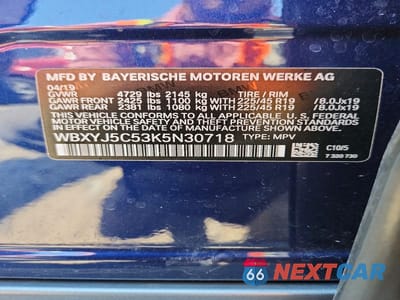 MFD BY BAYERISCHE MOTOREN WERKE AG
04/19
GVWR 4729 lbs 2145 kg TIRE / RIM
GAWR FRONT 2425 lbs 1100 kg 225/45 R19 /8.0Jx19
GAWR REAR 2381 lbs 1080 kg 225/45 R19 /8.0Jx19
THIS VEHICLE CONFORMS TO ALL APPLICABLE U. S. FEDERAL
MOTOR VEHICLE SAFETY, BUMPER, AND THEFT PREVENTION
STANDARDS IN EFFECT ON THE DATE OF MANUFACTURE SHOWN ABOVE.
WBXYJ5C53K5N30718 TYPE: MPV
C10/5
7 320 730
66 NEXTCAR